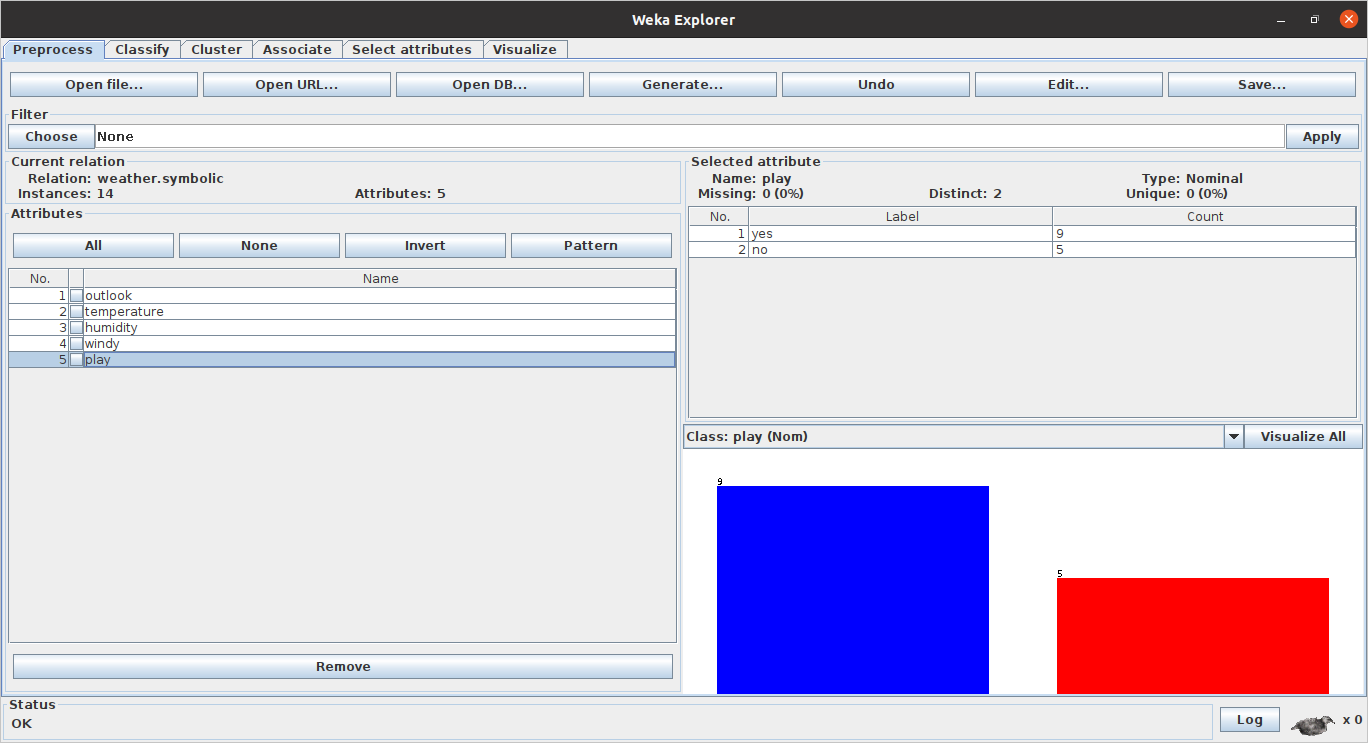 Weka Explorer
Preprocess Classify Cluster Associate Select attributes Visualize
Open file... Open URL... Open DB... Generate... Undo Edit... Save...
Filter
Choose None Apply
Current relation
Relation: weather.symbolic
Instances: 14 Attributes: 5
Attributes
All None Invert Pattern
No. Name
1 outlook
2 temperature
3 humidity
4 windy
5 play
Remove
Selected attribute
Name: play Type: Nominal
Missing: 0 (0%) Distinct: 2 Unique: 0 (0%)
No. Label Count
1 yes 9
2 no 5
Class: play (Nom) Visualize All
9
5
Status
OK
Log x 0